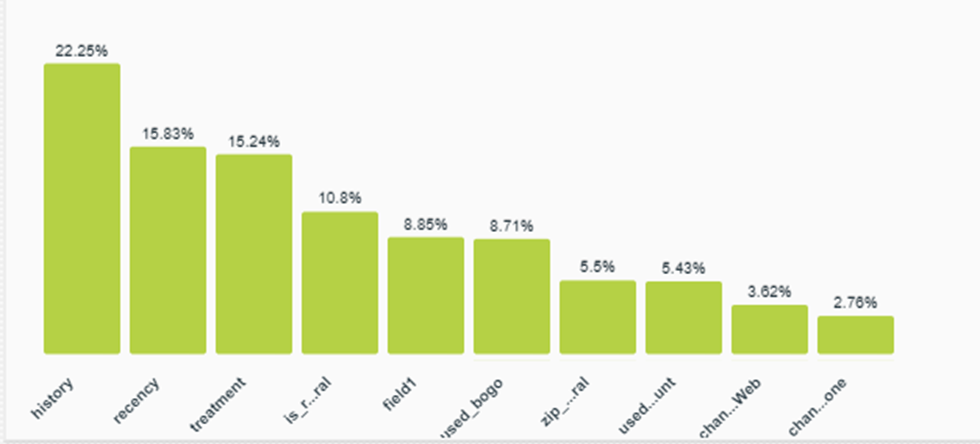 22.25%
15.83%
15.24%
10.8%
8.85%
8.71%
5.5%
5.43%
3.62%
2.76%
history
recency
treatment
is_r...ral
field1
used_bogo
zip_...ral
used...unt
chan...Web
chan...one